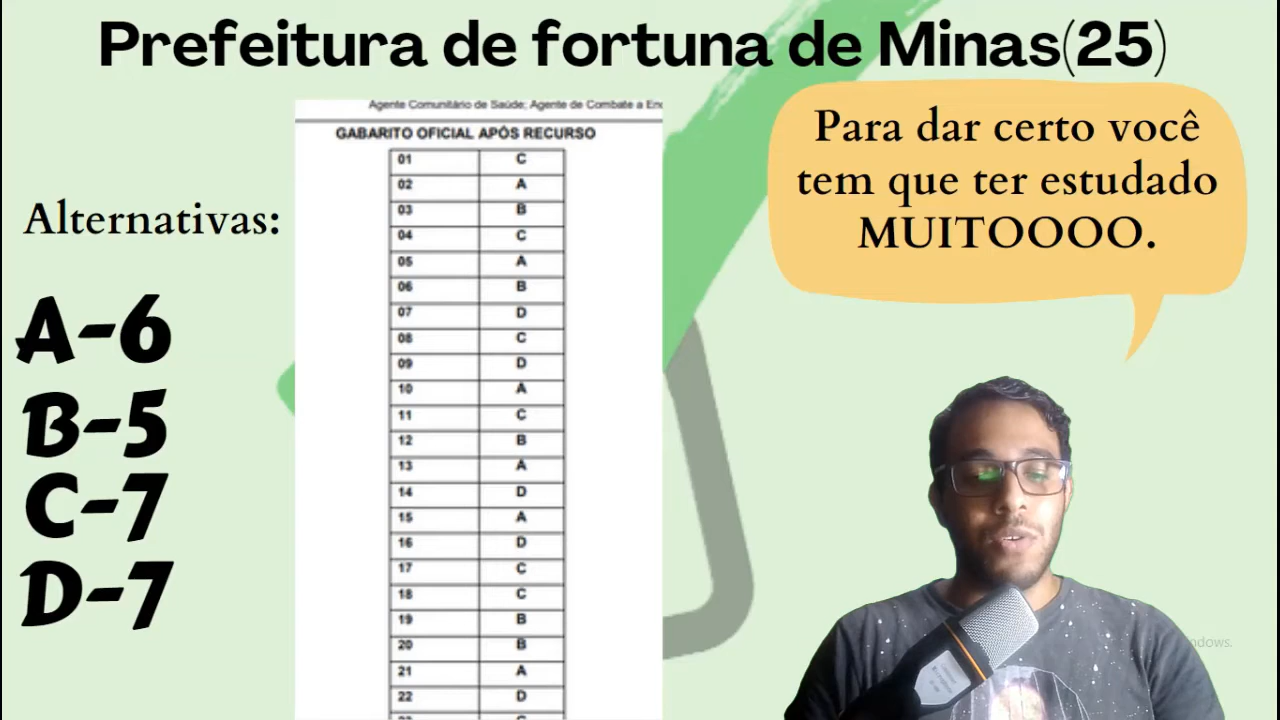 Prefeitura de fortuna de Minas(25)
Agente Comunitário de Saúde; Agente de Combate a
GABARITO OFICIAL APÓS RECURSO
01 C
02 A
03 B
04 C
05 A
06 B
07 D
08 C
09 D
10 A
11 C
12 B
13 A
14 D
15 A
16 D
17 C
18 C
19 B
20 B
21 A
22 D
Alternativas:
A-6
B-5
C-7
D-7
Para dar certo você
tem que ter estudado
MUITOOOO.
ndows.